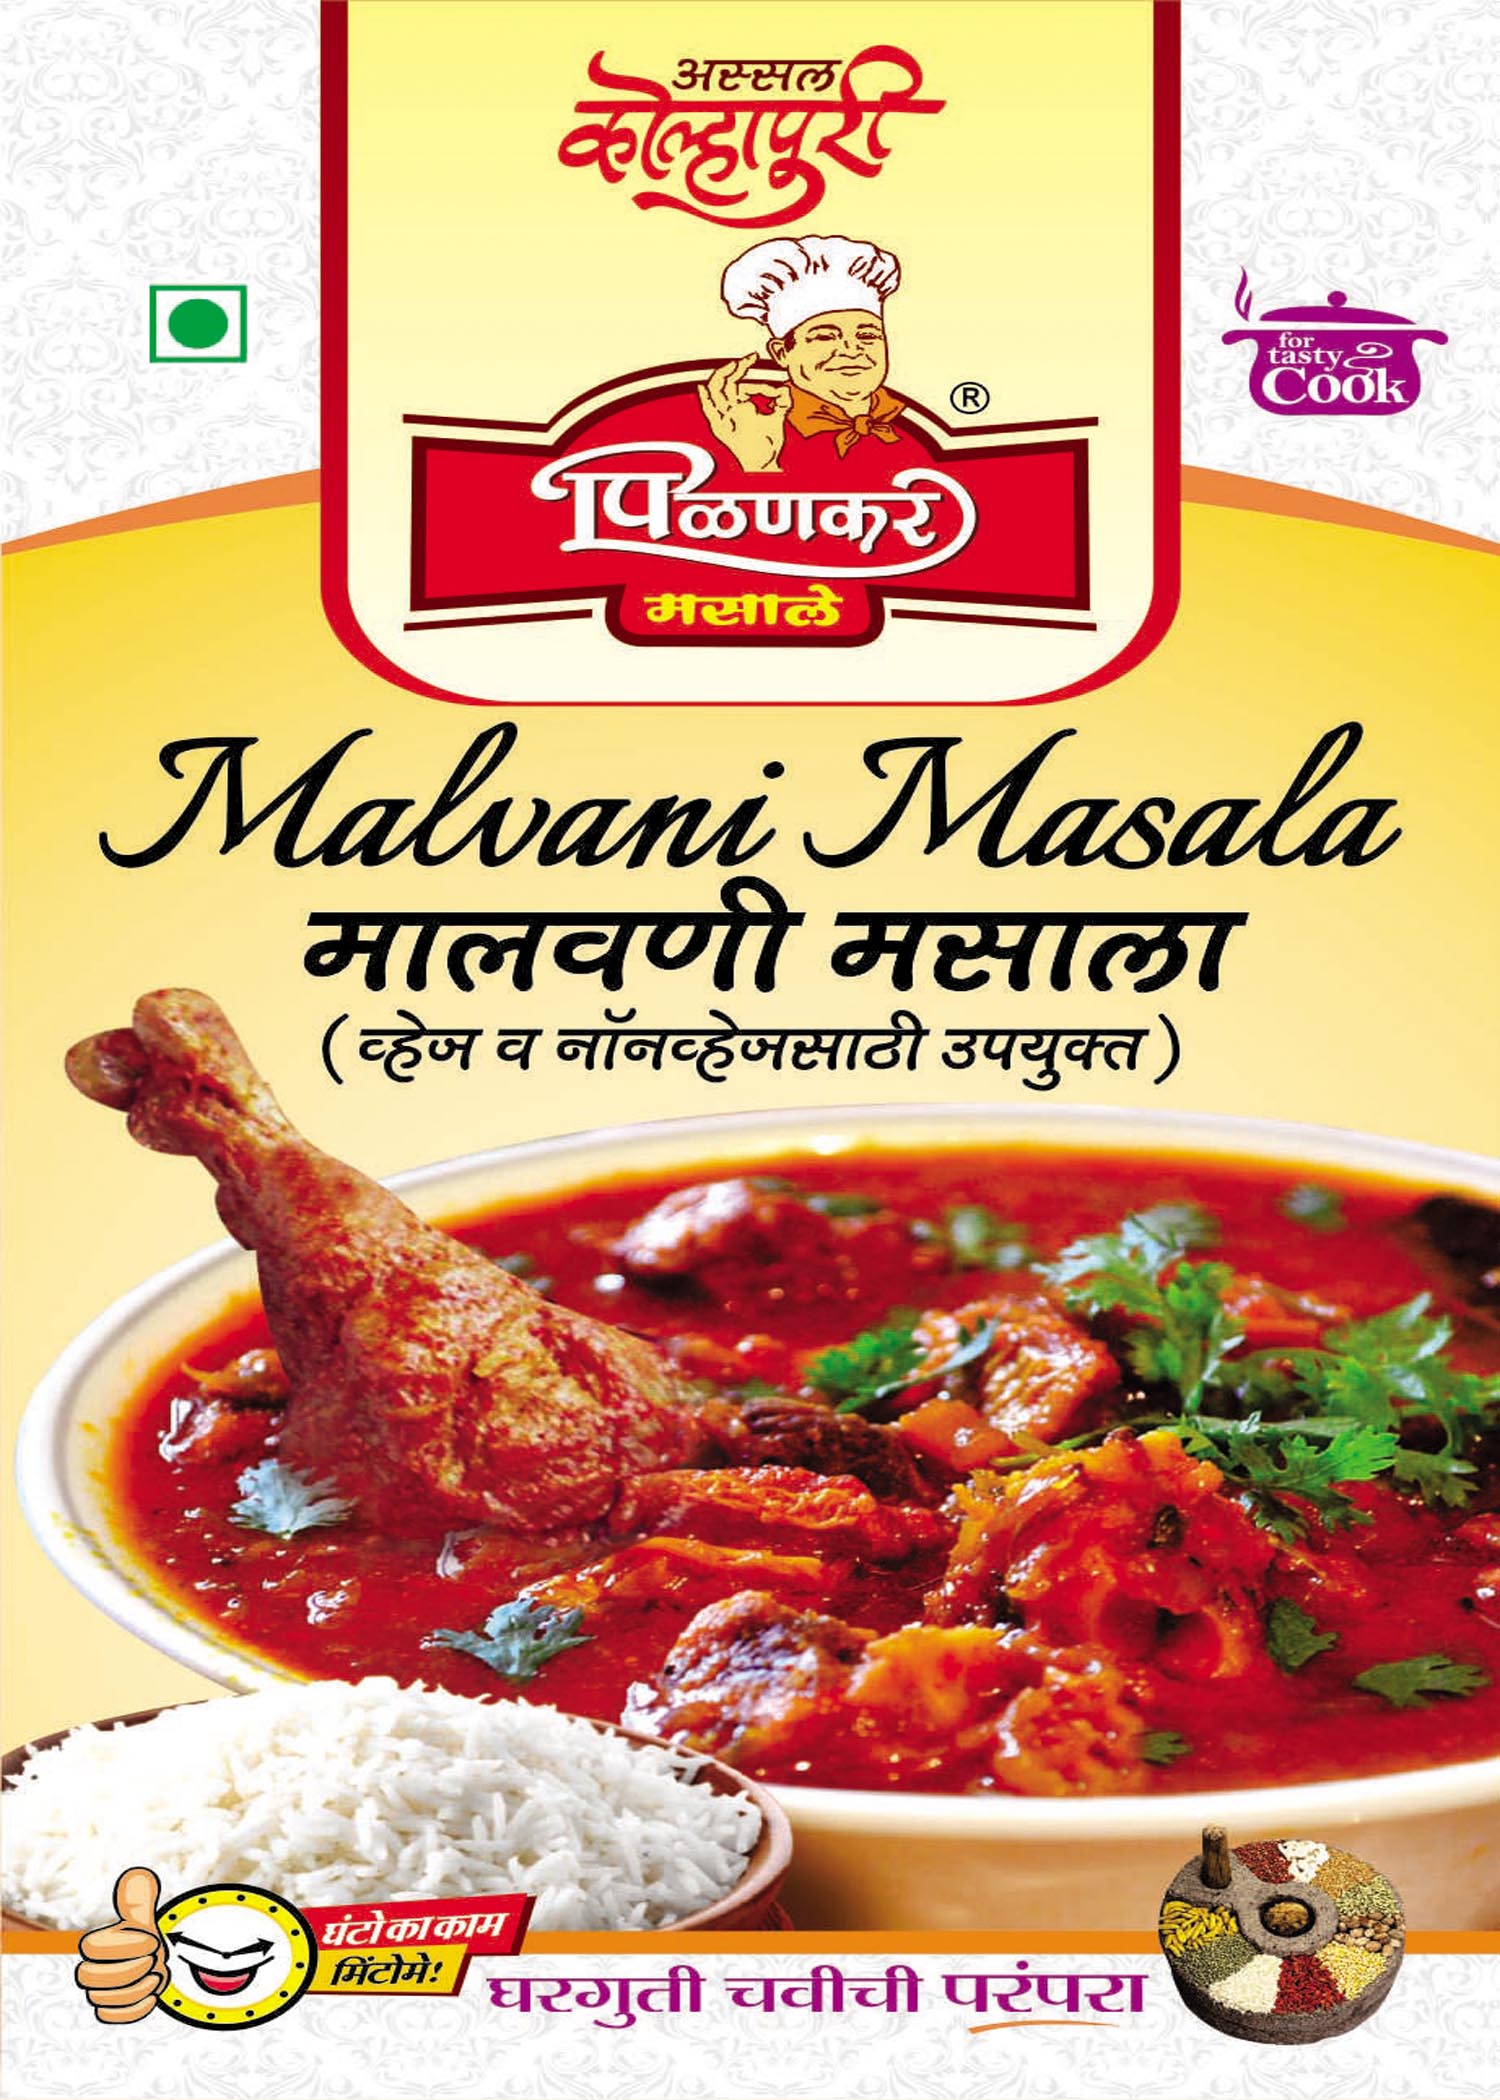 अस्सल
कोल्हापुरी
for
tasty
Cook
®
पिळणकर
मसाले
Malvani Masala
मालवणी मसाला
( व्हेज व नॉनव्हेजसाठी उपयुक्त )
घंटो का काम
मिंटोमे!
घरगुती चवीची परंपरा